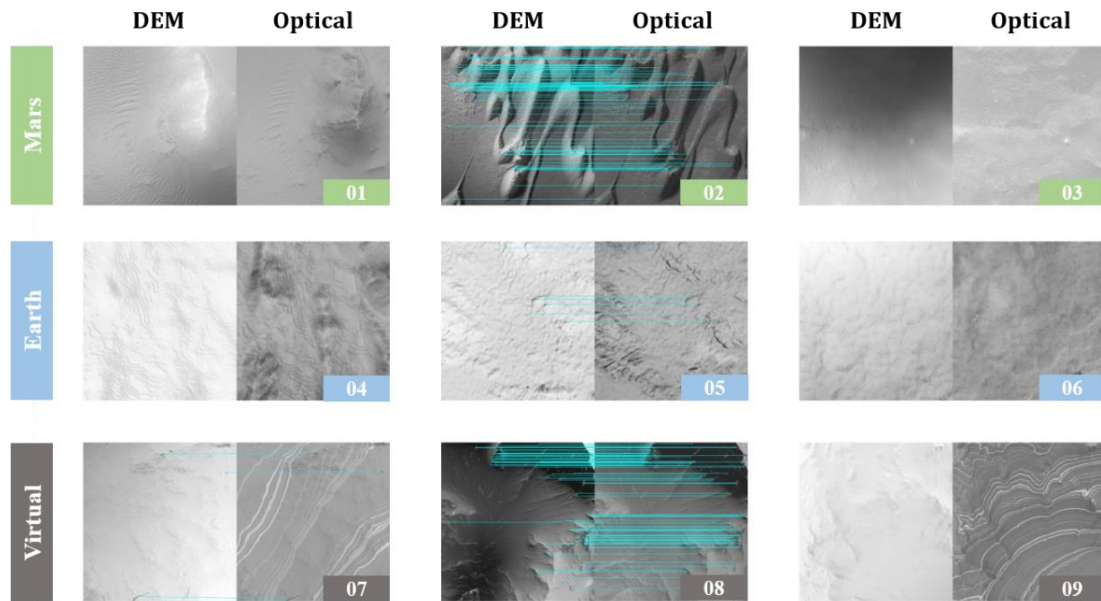 DEM Optical DEM Optical DEM Optical
Mars
01 02 03
Earth
04 05 06
Virtual
07 08 09